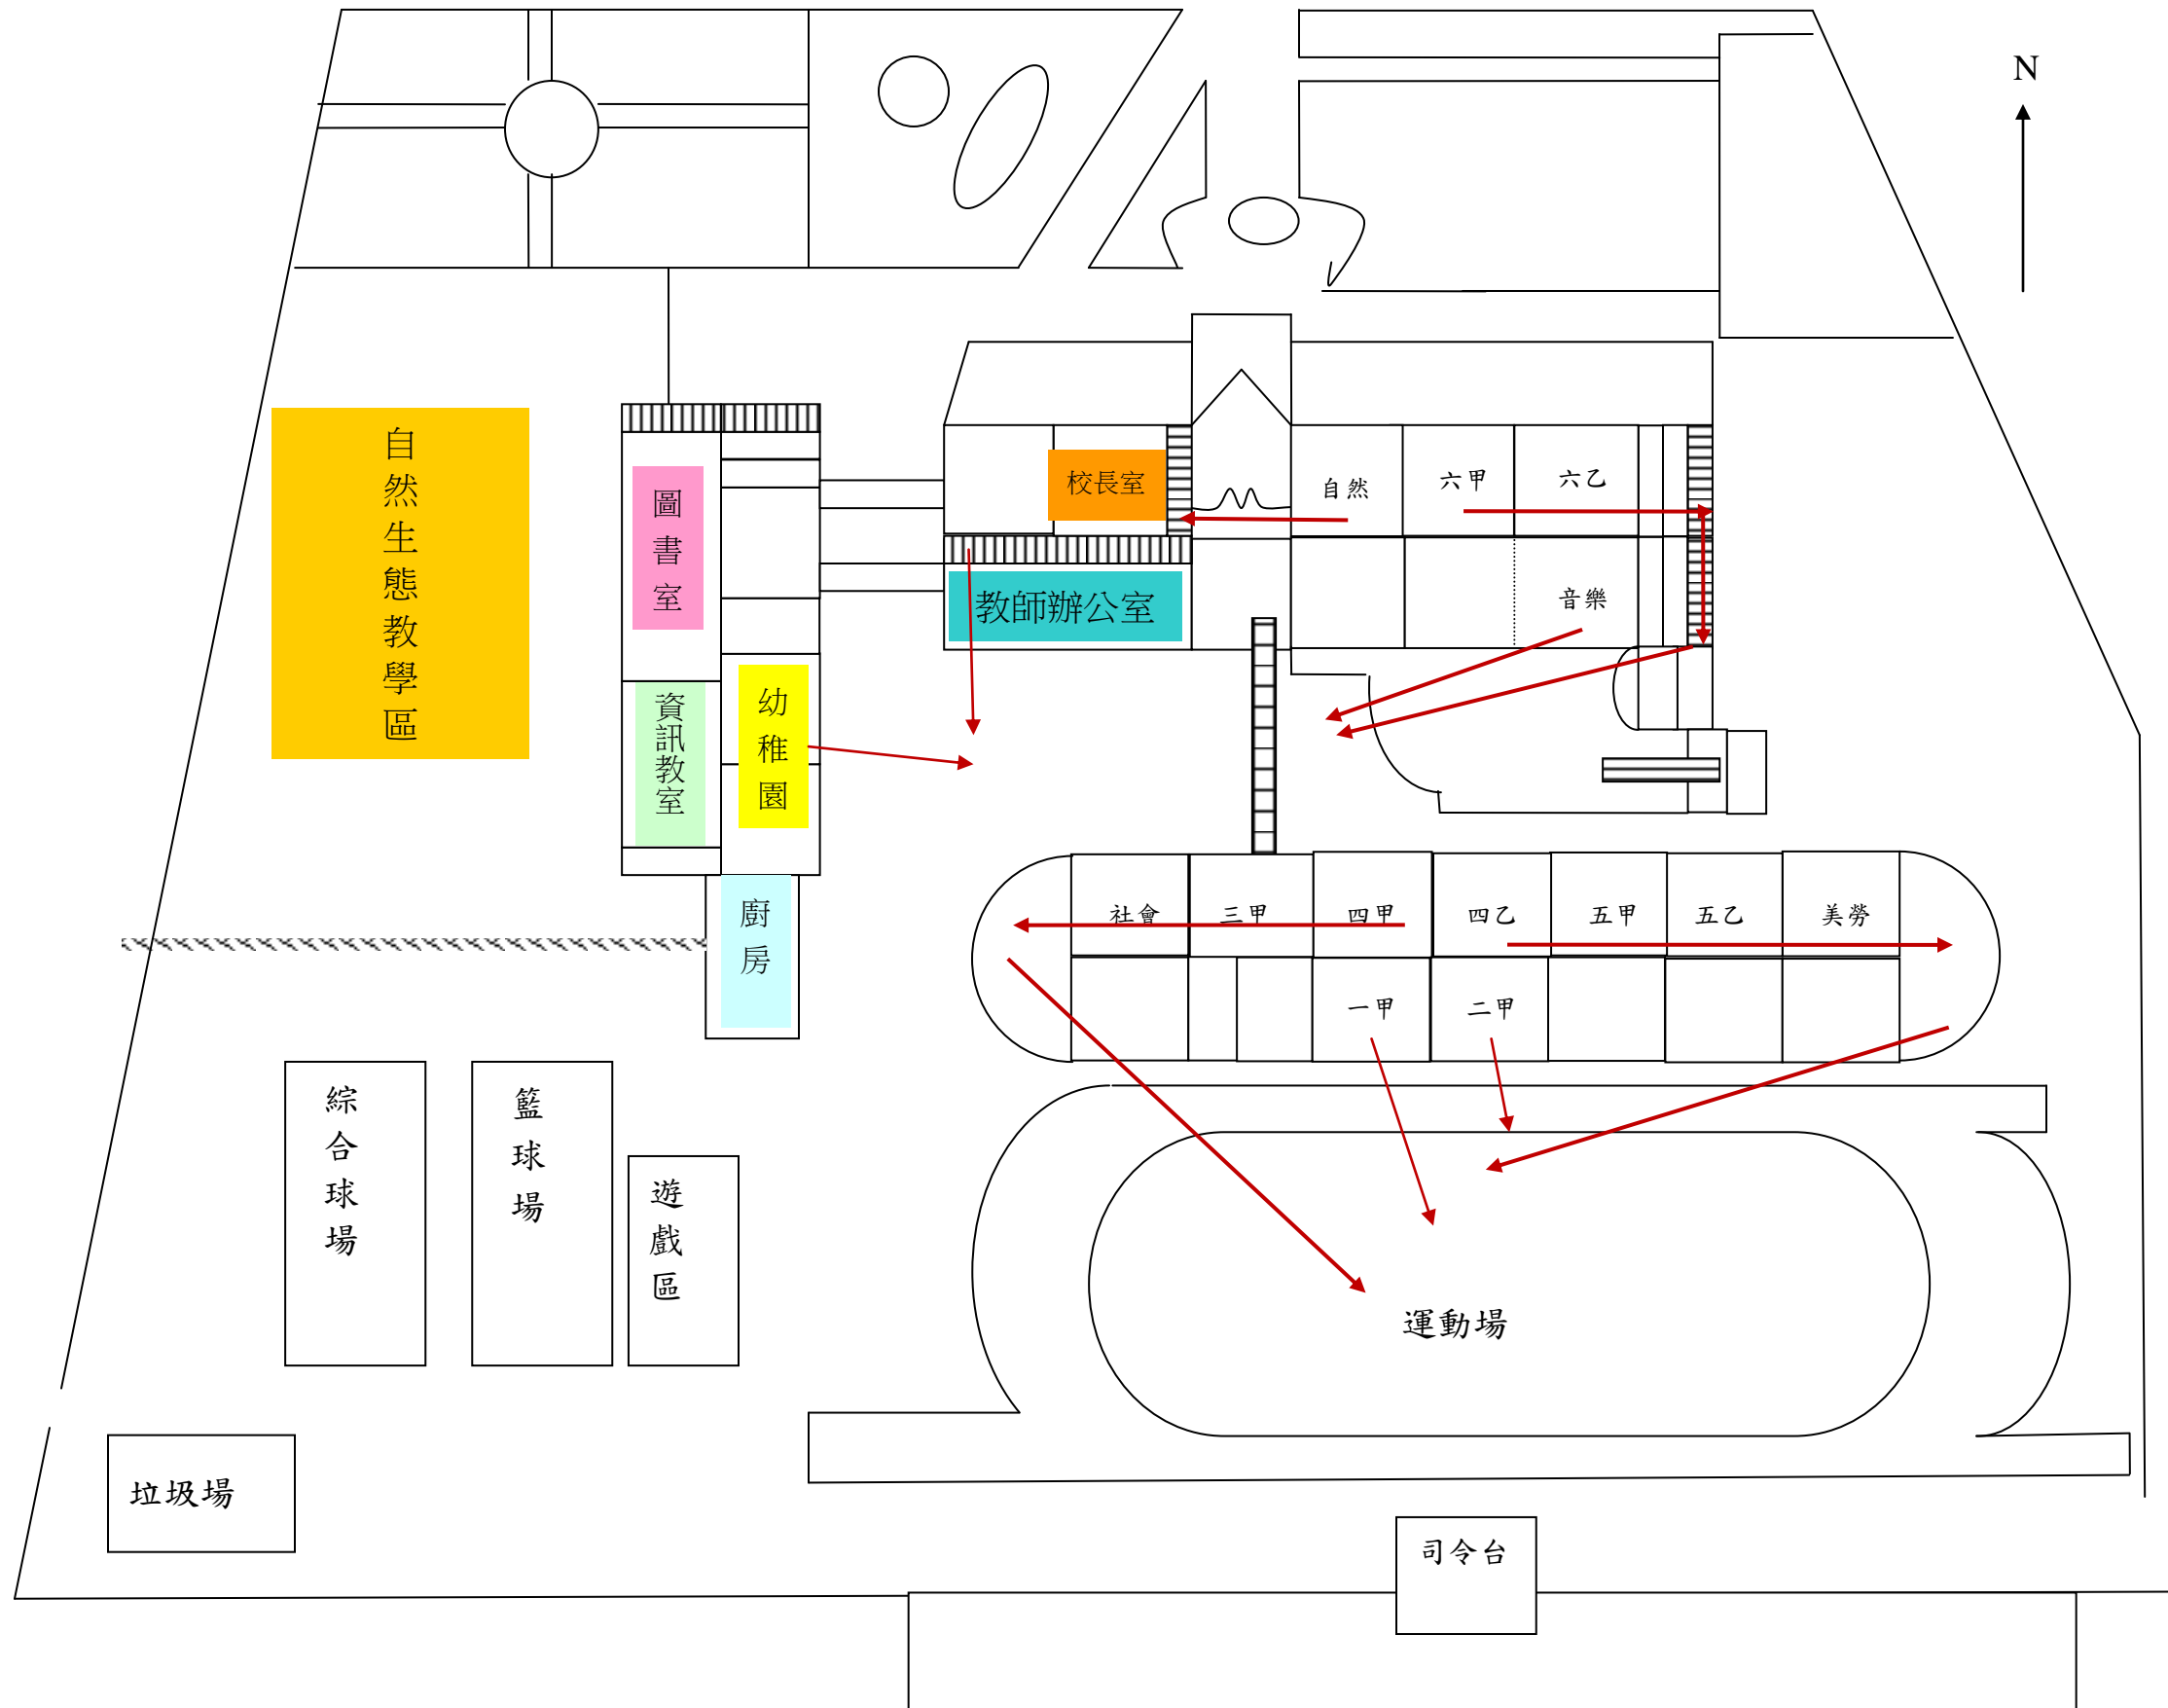 N
自然生態教學區
圖書室
校長室
自然
六甲
六乙
教師辦公室
音樂
資訊教室
幼稚園
廚房
社會
三甲
四甲
四乙
五甲
五乙
美勞
一甲
二甲
綜合球場
籃球場
遊戲區
運動場
垃圾場
司令台